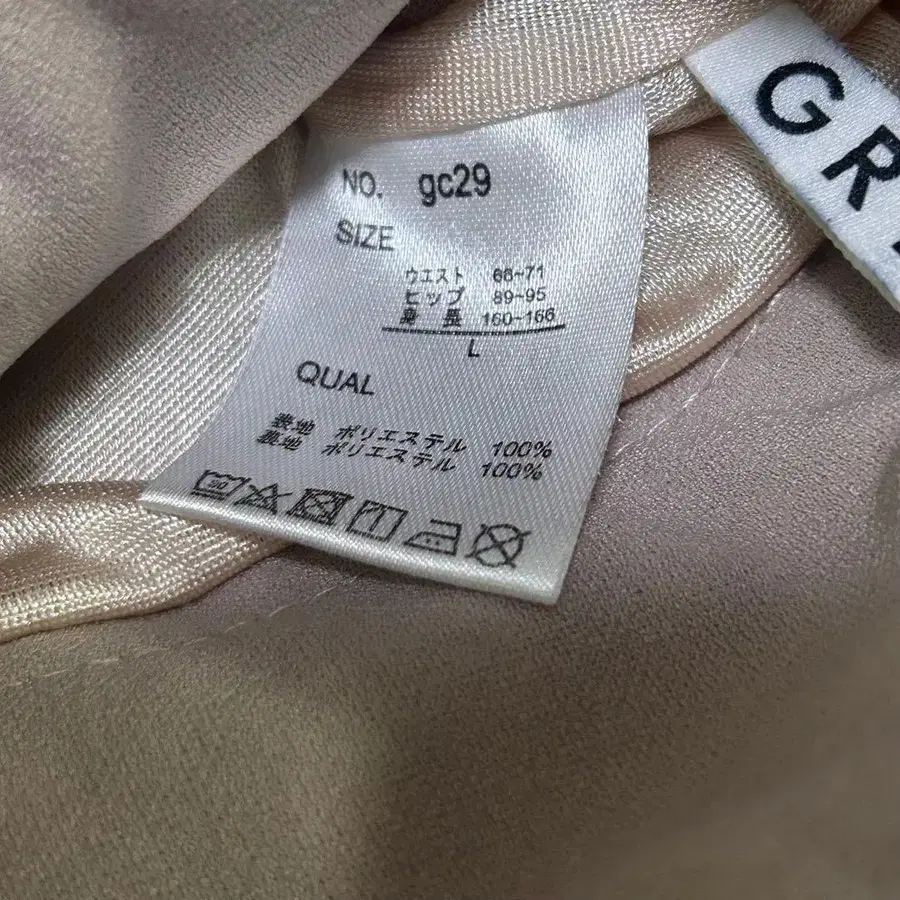 GR
NO. gc29
SIZE
ウエスト 66~71
ヒップ 89~95
身 長 160~166
L
QUAL
表地 ポリエステル 100%
裏地 ポリエステル 100%